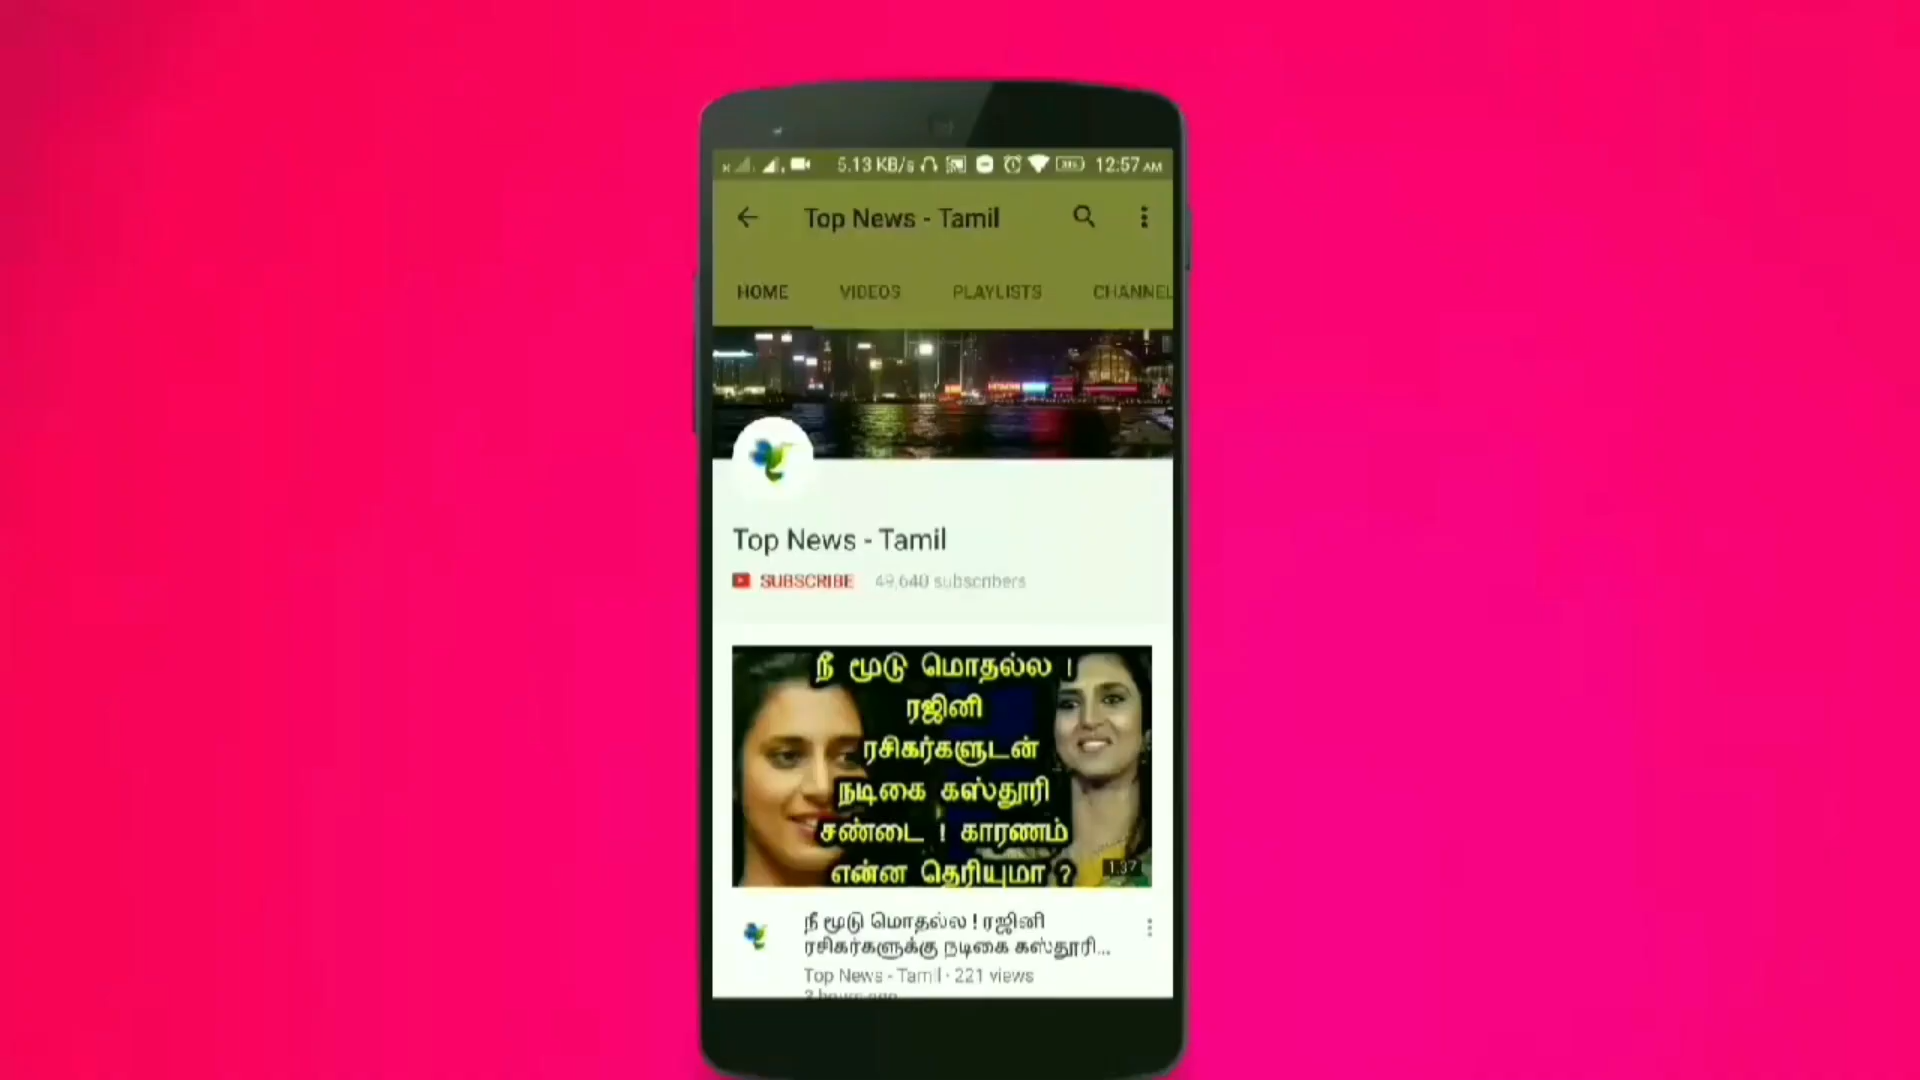 5.13 KB/s 12:57 AM
Top News - Tamil
HOME VIDEOS PLAYLISTS CHANNEL
Top News - Tamil
SUBSCRIBE 49,640 subscribers
நீ மூடு மொதல்ல !
ரஜினி
ரசிகர்களுடன்
நடிகை கஸ்தூரி
சண்டை ! காரணம்
என்ன தெரியுமா ?
1:37
நீ மூடு மொதல்ல ! ரஜினி
ரசிகர்களுக்கு நடிகை கஸ்தூரி...
Top News - Tamil · 221 views
hours ago